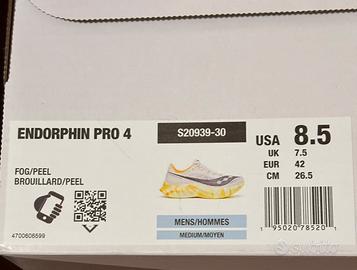 ENDORPHIN PRO 4
S20939-30
USA 8.5
UK 7.5
EUR 42
CM 26.5
FOG/PEEL
BROUILLARD/PEEL
MENS/HOMMES
MEDIUM/MOYEN
4700606599
1 95020 78520 1
subito